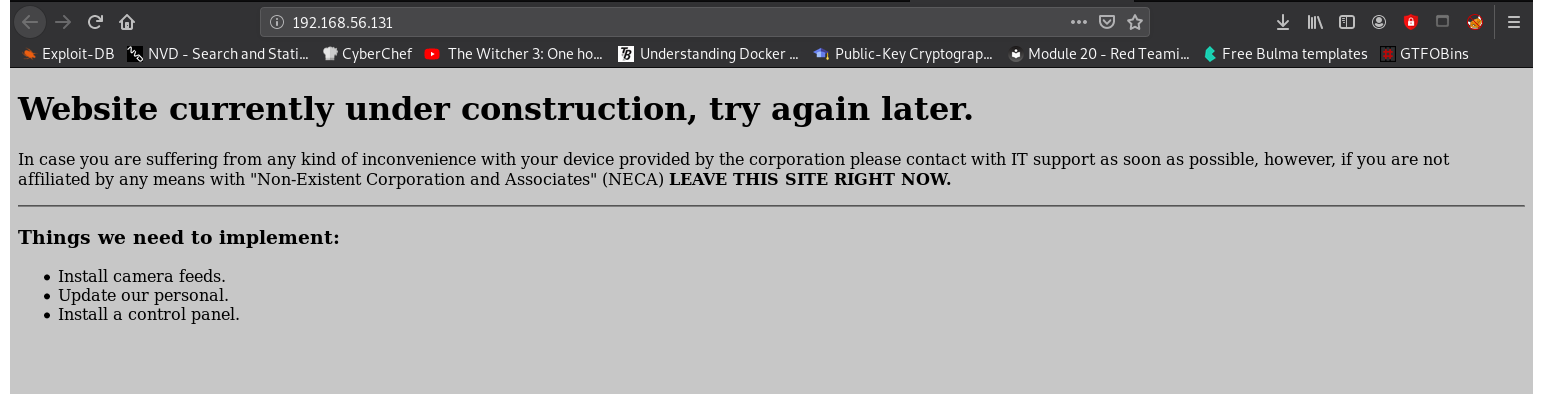 192.168.56.131
Exploit-DB NVD - Search and Stati... CyberChef The Witcher 3: One ho... Understanding Docker ... Public-Key Cryptograp... Module 20 - Red Teami... Free Bulma templates GTFOBins
Website currently under construction, try again later.
In case you are suffering from any kind of inconvenience with your device provided by the corporation please contact with IT support as soon as possible, however, if you are not
affiliated by any means with "Non-Existent Corporation and Associates" (NECA) LEAVE THIS SITE RIGHT NOW.
Things we need to implement:
• Install camera feeds.
• Update our personal.
• Install a control panel.